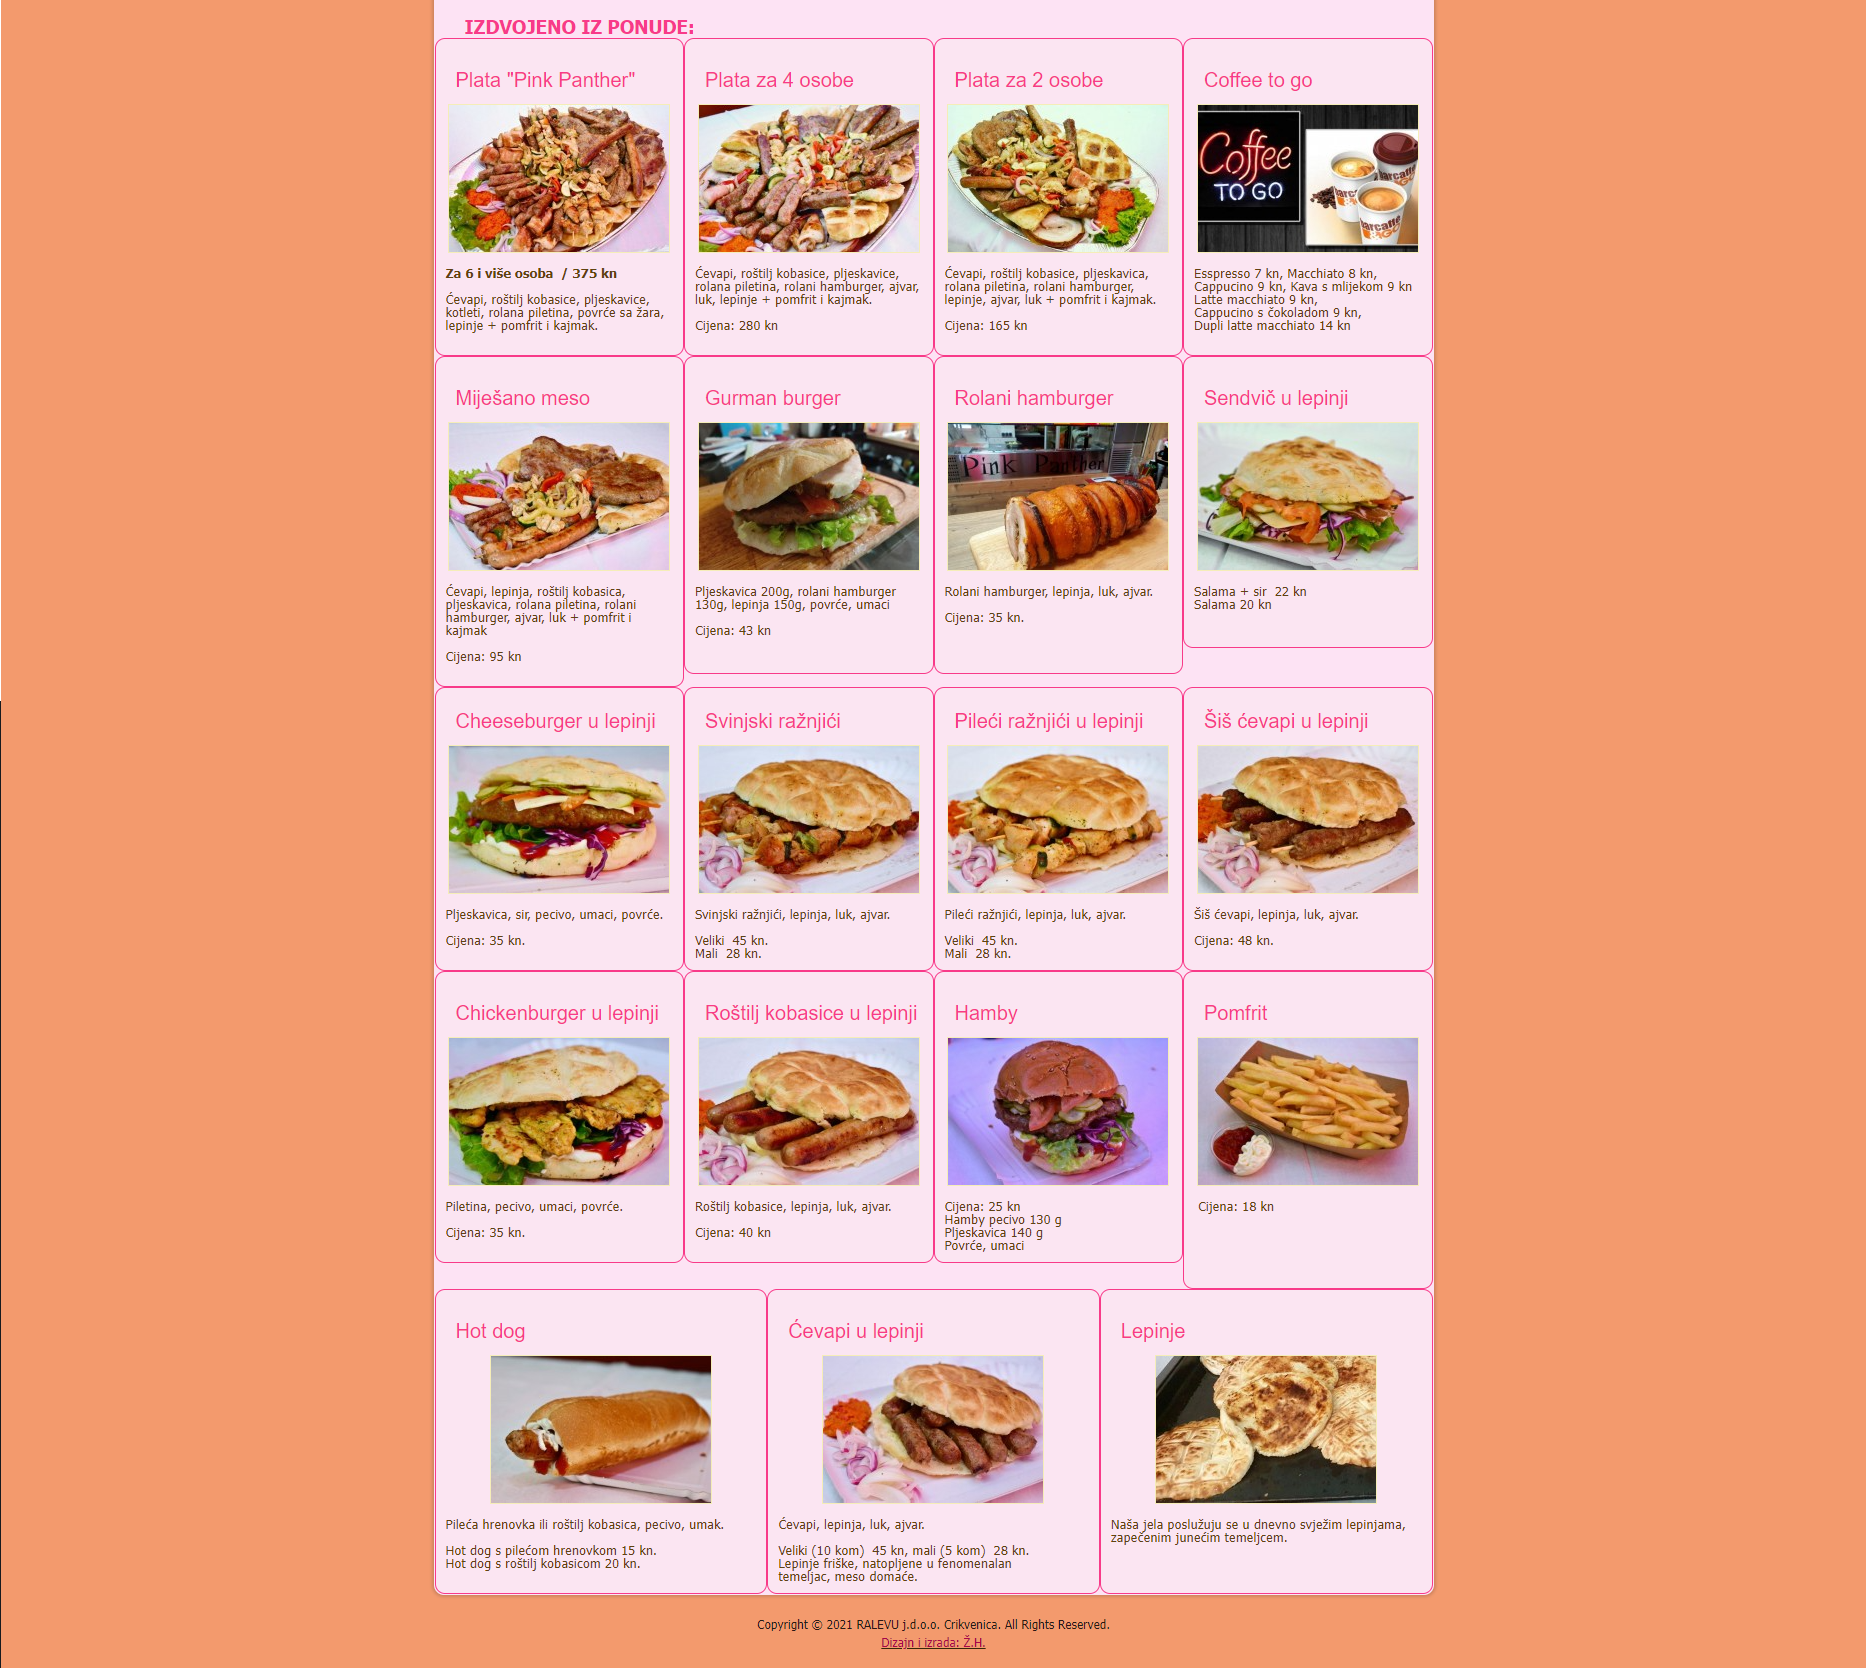 IZDVOJENO IZ PONUDE:
Plata "Pink Panther"
Za 6 i više osoba / 375 kn
Ćevapi, roštilj kobasice, pljeskavice,
kotleti, rolana piletina, povrće sa žara,
lepinje + pomfrit i kajmak.
Plata za 4 osobe
Ćevapi, roštilj kobasice, pljeskavice,
rolana piletina, rolani hamburger, ajvar,
luk, lepinje + pomfrit i kajmak.
Cijena: 280 kn
Plata za 2 osobe
Ćevapi, roštilj kobasice, pljeskavica,
rolana piletina, rolani hamburger,
lepinje, ajvar, luk + pomfrit i kajmak.
Cijena: 165 kn
Coffee to go
Coffee
TO GO
barcaffe
Esspresso 7 kn, Macchiato 8 kn,
Cappucino 9 kn, Kava s mlijekom 9 kn
Latte macchiato 9 kn,
Cappucino s čokoladom 9 kn,
Dupli latte macchiato 14 kn
Miješano meso
Ćevapi, lepinja, roštilj kobasica,
pljeskavica, rolana piletina, rolani
hamburger, ajvar, luk + pomfrit i
kajmak
Cijena: 95 kn
Gurman burger
Pljeskavica 200g, rolani hamburger
130g, lepinja 150g, povrće, umaci
Cijena: 43 kn
Rolani hamburger
Pink Panther
Rolani hamburger, lepinja, luk, ajvar.
Cijena: 35 kn.
Sendvič u lepinji
Salama + sir 22 kn
Salama 20 kn
Cheeseburger u lepinji
Pljeskavica, sir, pecivo, umaci, povrće.
Cijena: 35 kn.
Svinjski ražnjići
Svinjski ražnjići, lepinja, luk, ajvar.
Veliki 45 kn.
Mali 28 kn.
Pileći ražnjići u lepinji
Pileći ražnjići, lepinja, luk, ajvar.
Veliki 45 kn.
Mali 28 kn.
Šiš ćevapi u lepinji
Šiš ćevapi, lepinja, luk, ajvar.
Cijena: 48 kn.
Chickenburger u lepinji
Piletina, pecivo, umaci, povrće.
Cijena: 35 kn.
Roštilj kobasice u lepinji
Roštilj kobasice, lepinja, luk, ajvar.
Cijena: 40 kn
Hamby
Cijena: 25 kn
Hamby pecivo 130 g
Pljeskavica 140 g
Povrće, umaci
Pomfrit
Cijena: 18 kn
Hot dog
Pileća hrenovka ili roštilj kobasica, pecivo, umak.
Hot dog s pilećom hrenovkom 15 kn.
Hot dog s roštilj kobasicom 20 kn.
Ćevapi u lepinji
Ćevapi, lepinja, luk, ajvar.
Veliki (10 kom) 45 kn, mali (5 kom) 28 kn.
Lepinje friške, natopljene u fenomenalan
temeljac, meso domaće.
Lepinje
Naša jela poslužuju se u dnevno svježim lepinjama,
zapečenim junećim temeljcem.
Copyright © 2021 RALEVU j.d.o.o. Crikvenica. All Rights Reserved.
Dizajn i izrada: Ž.H.